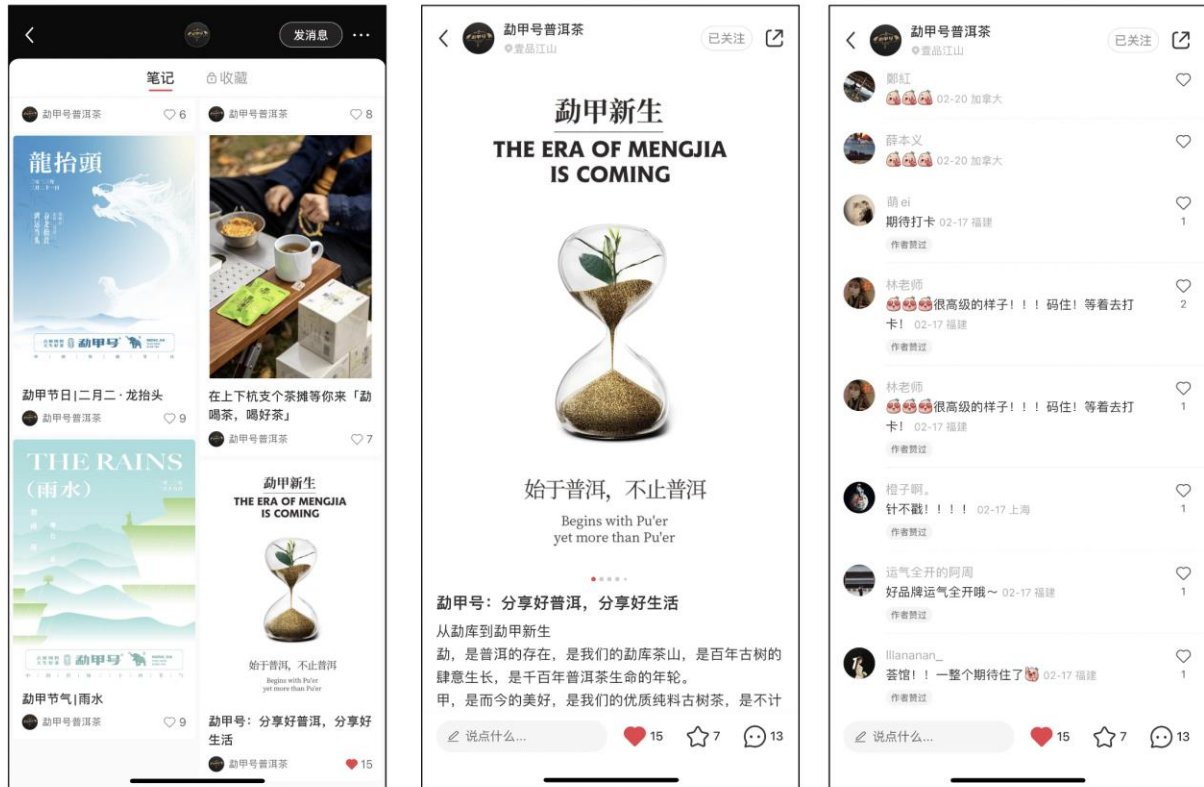 发消息
笔记
收藏
勐甲号普洱茶
6
勐甲号普洱茶
8
龍抬頭
勐甲号
勐甲节日|二月二 · 龙抬头
勐甲号普洱茶
9
在上下杭支个茶摊等你来「勐
喝茶，喝好茶」
勐甲号普洱茶
7
THE RAINS
（雨水）
勐甲号
勐甲节气|雨水
勐甲号普洱茶
9
勐甲新生
THE ERA OF MENGJIA
IS COMING
始于普洱，不止普洱
Begins with Pu'er
yet more than Pu'er
勐甲号：分享好普洱，分享好
生活
勐甲号普洱茶
15
勐甲号普洱茶
壹品江山
已关注
勐甲新生
THE ERA OF MENGJIA
IS COMING
始于普洱，不止普洱
Begins with Pu'er
yet more than Pu'er
勐甲号：分享好普洱，分享好生活
从勐库到勐甲新生
勐，是普洱的存在，是我们的勐库茶山，是百年古树的
肆意生长，是千百年普洱茶生命的年轮。
甲，是而今的美好，是我们的优质纯料古树茶，是不计
说点什么...
15
7
13
勐甲号普洱茶
壹品江山
已关注
鄭紅
02-20 加拿大
薛本义
02-20 加拿大
萌 ei
期待打卡 02-17 福建
1
作者赞过
林老师
很高级的样子！！！码住！等着去打
卡！ 02-17 福建
2
作者赞过
林老师
很高级的样子！！！码住！等着去打
卡！ 02-17 福建
1
作者赞过
橙子啊。
针不戳！！！！ 02-17 上海
1
作者赞过
运气全开的阿周
好品牌运气全开哦～ 02-17 福建
1
作者赞过
lllananan_
荟馆！！一整个期待住了 02-17 福建
1
作者赞过
说点什么...
15
7
13